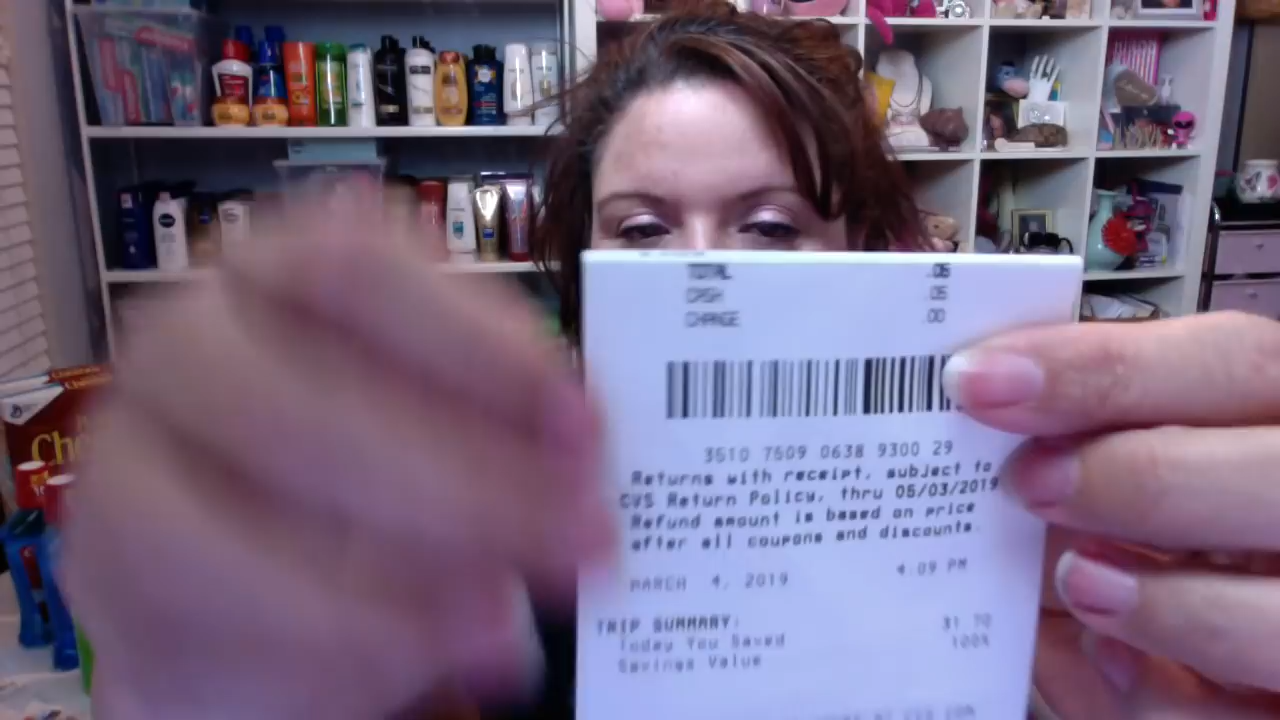 TOTAL .05
CASH .05
CHANGE .00
3510 7509 0638 9300 29
Returns with receipt, subject to
CVS Return Policy, thru 05/03/2019
Refund amount is based on price
after all coupons and discounts.
MARCH 4, 2019 4:09 PM
TRIP SUMMARY:
Today You Saved 31.70
Savings Value 100%